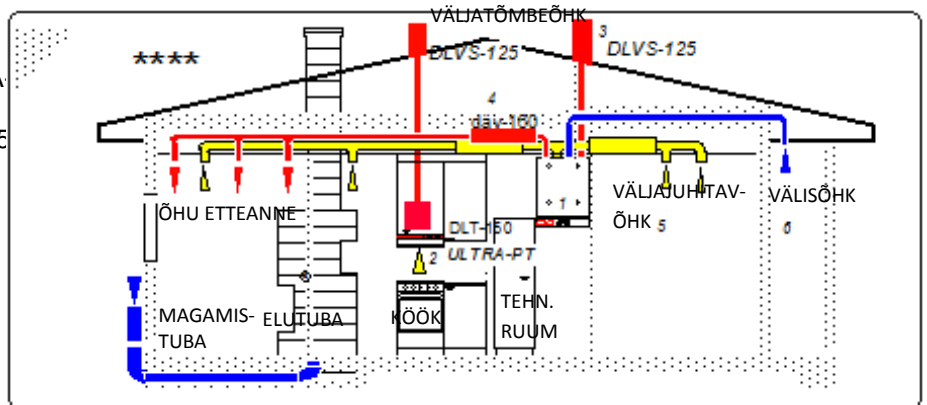 VÄLJATÕMBEÕHK
3
DLVS-125
DLVS-125
****
4
dav-160
ÕHU ETTEANNE
1
VÄLJAJUHITAV-
ÕHK
5
VÄLISÕHK
6
DLT-150
2
ULTRA-PT
MAGAMIS-
TUBA
ELUTUBA
KÖÖK
TEHN.
RUUM